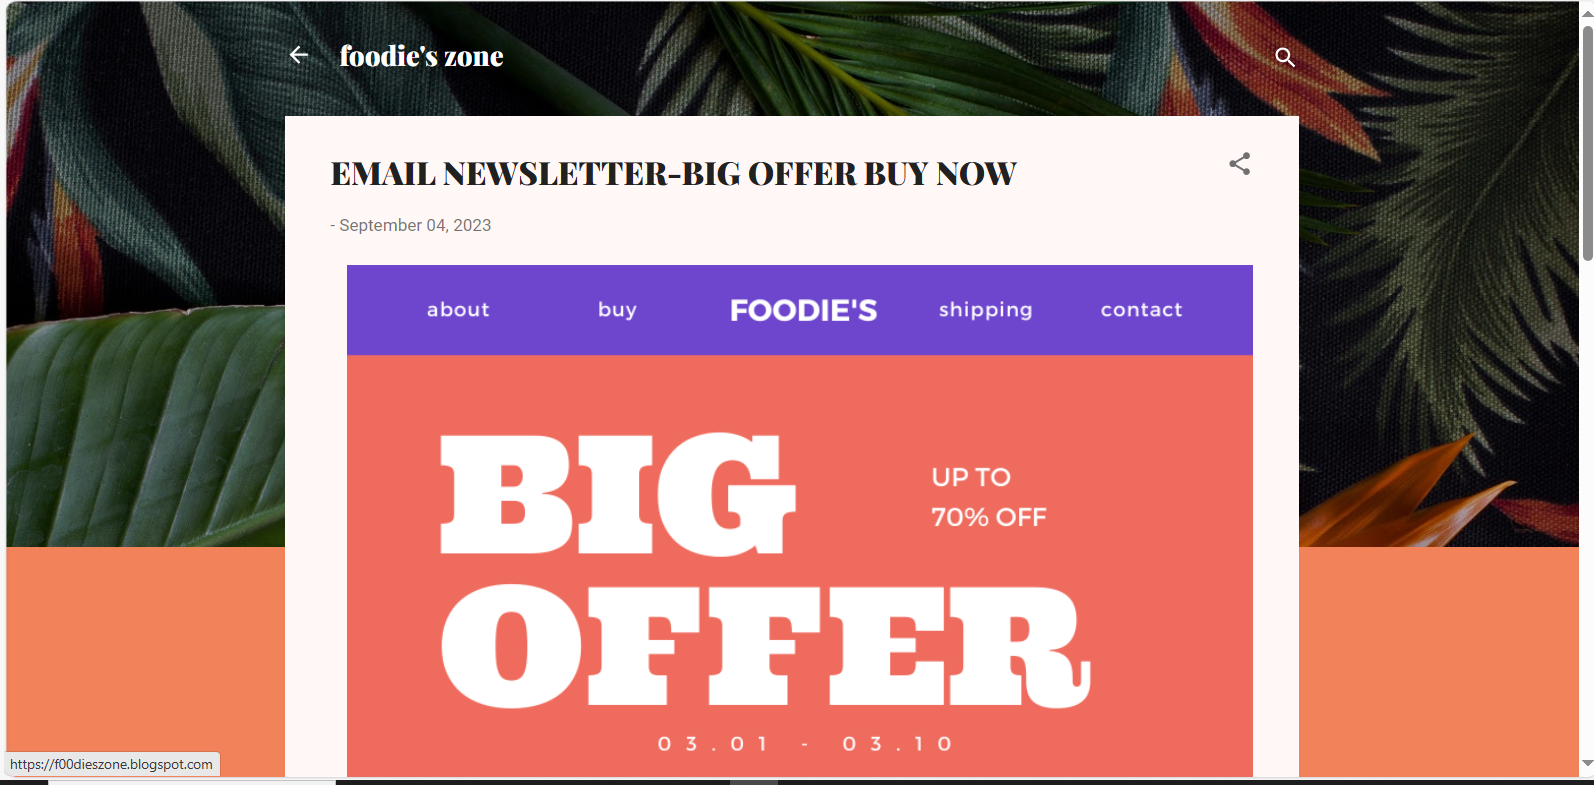 foodie's zone
EMAIL NEWSLETTER-BIG OFFER BUY NOW
- September 04, 2023
about buy FOODIE'S shipping contact
BIG
UP TO
70% OFF
OFFER
03.01 - 03.10
https://f00dieszone.blogspot.com